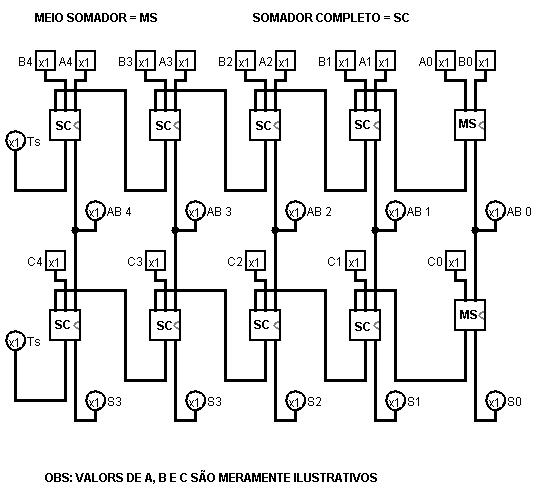 MEIO SOMADOR = MS SOMADOR COMPLETO = SC
B4 x1 A4 x1 B3 x1 A3 x1 B2 x1 A2 x1 B1 x1 A1 x1 A0 x1 B0 x1
SC SC SC SC MS
x1 Ts
x1 AB 4 x1 AB 3 x1 AB 2 x1 AB 1 x1 AB 0
C4 x1 C3 x1 C2 x1 C1 x1 C0 x1
SC SC SC SC MS
x1 Ts
x1 S3 x1 S3 x1 S2 x1 S1 x1 S0
OBS: VALORS DE A, B E C SÃO MERAMENTE ILUSTRATIVOS